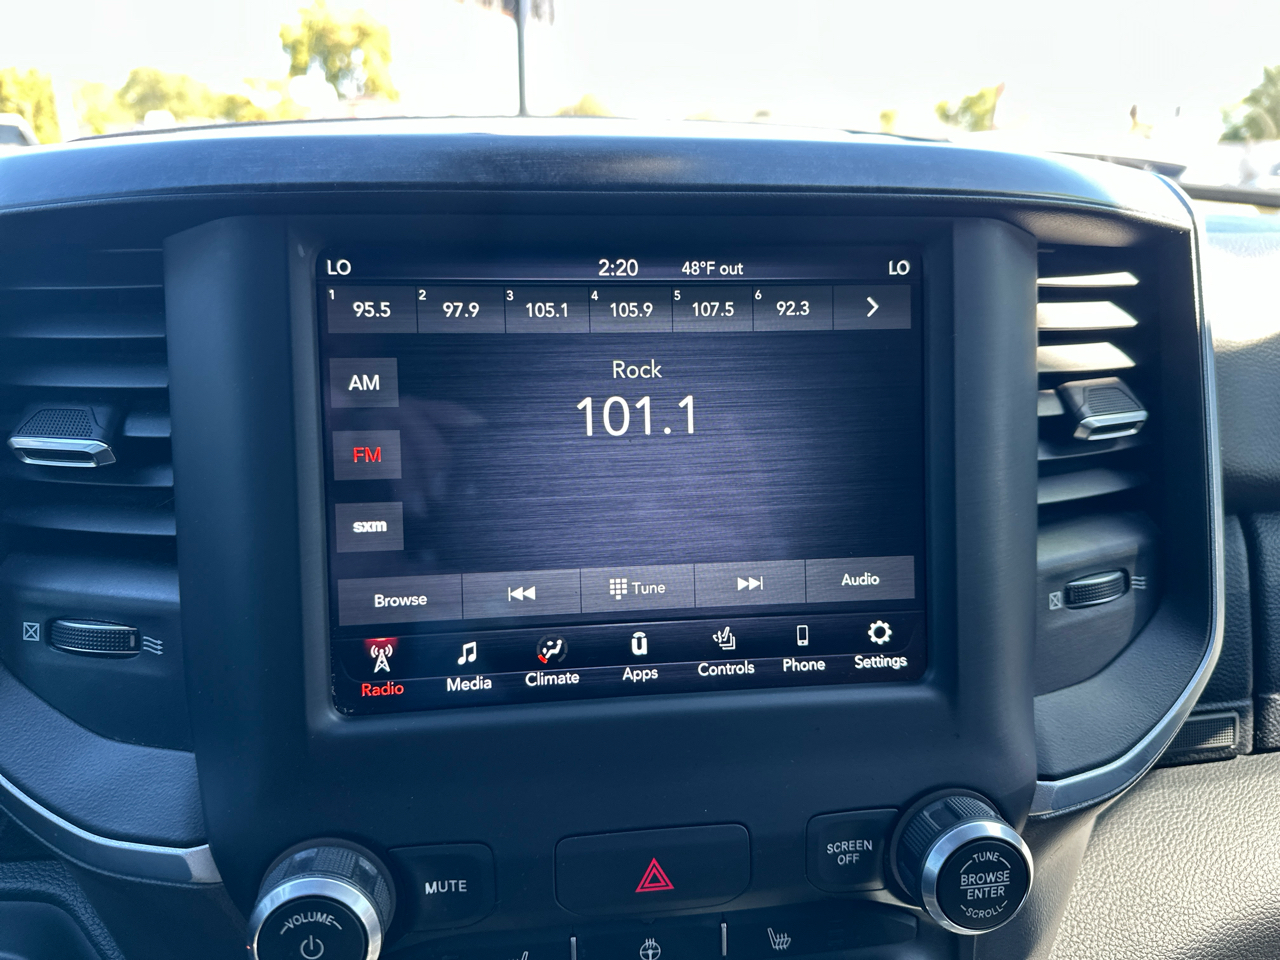 LO 2:20 48°F out LO
1 95.5 2 97.9 3 105.1 4 105.9 5 107.5 6 92.3
Rock
AM
101.1
FM
sxm
Browse Tune Audio
Radio Media Climate Apps Controls Phone Settings
SCREEN
OFF
MUTE
TUNE
BROWSE
ENTER
SCROLL
VOLUME